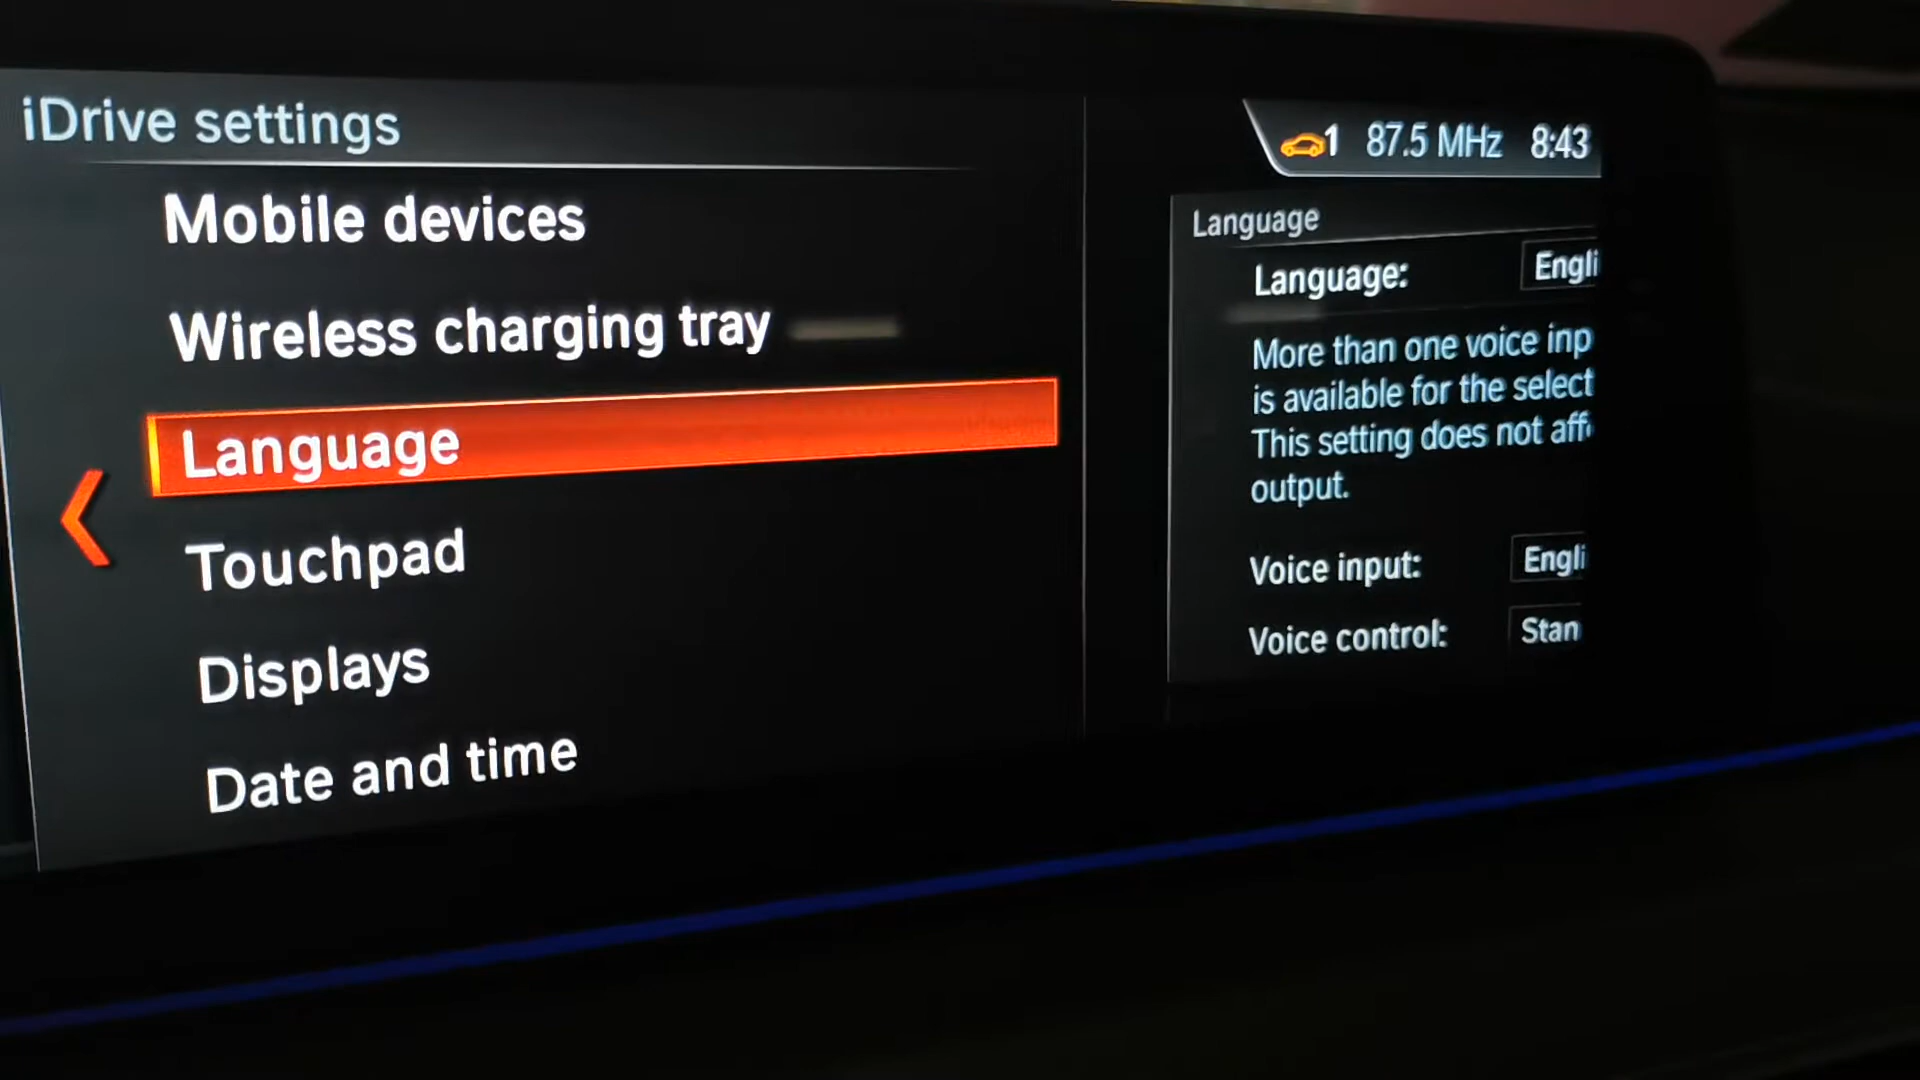 iDrive settings
Mobile devices
Wireless charging tray
Language
Touchpad
Displays
Date and time
1 87.5 MHz 8:43
Language
Language: Engli
More than one voice inp
is available for the select
This setting does not aff
output.
Voice input: Engli
Voice control: Stan